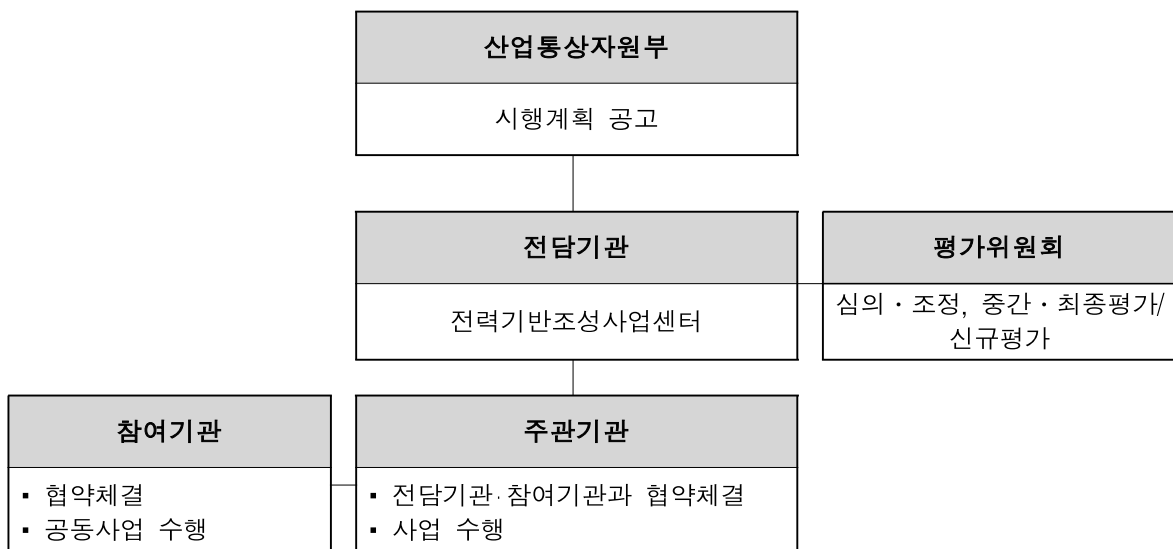 산업통상자원부
시행계획 공고
전담기관
전력기반조성사업센터
평가위원회
심의·조정, 중간·최종평가/
신규평가
참여기관
▪ 협약체결
▪ 공동사업 수행
주관기관
▪ 전담기관·참여기관과 협약체결
▪ 사업 수행